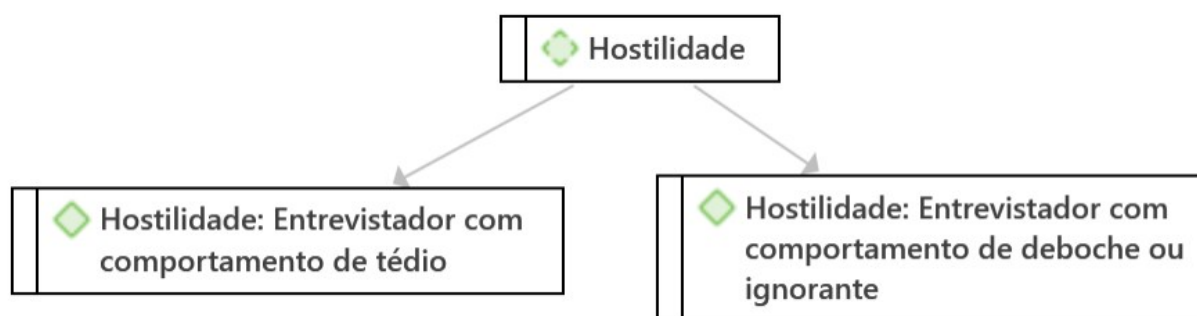 Hostilidade
Hostilidade: Entrevistador com
comportamento de tédio
Hostilidade: Entrevistador com
comportamento de deboche ou
ignorante